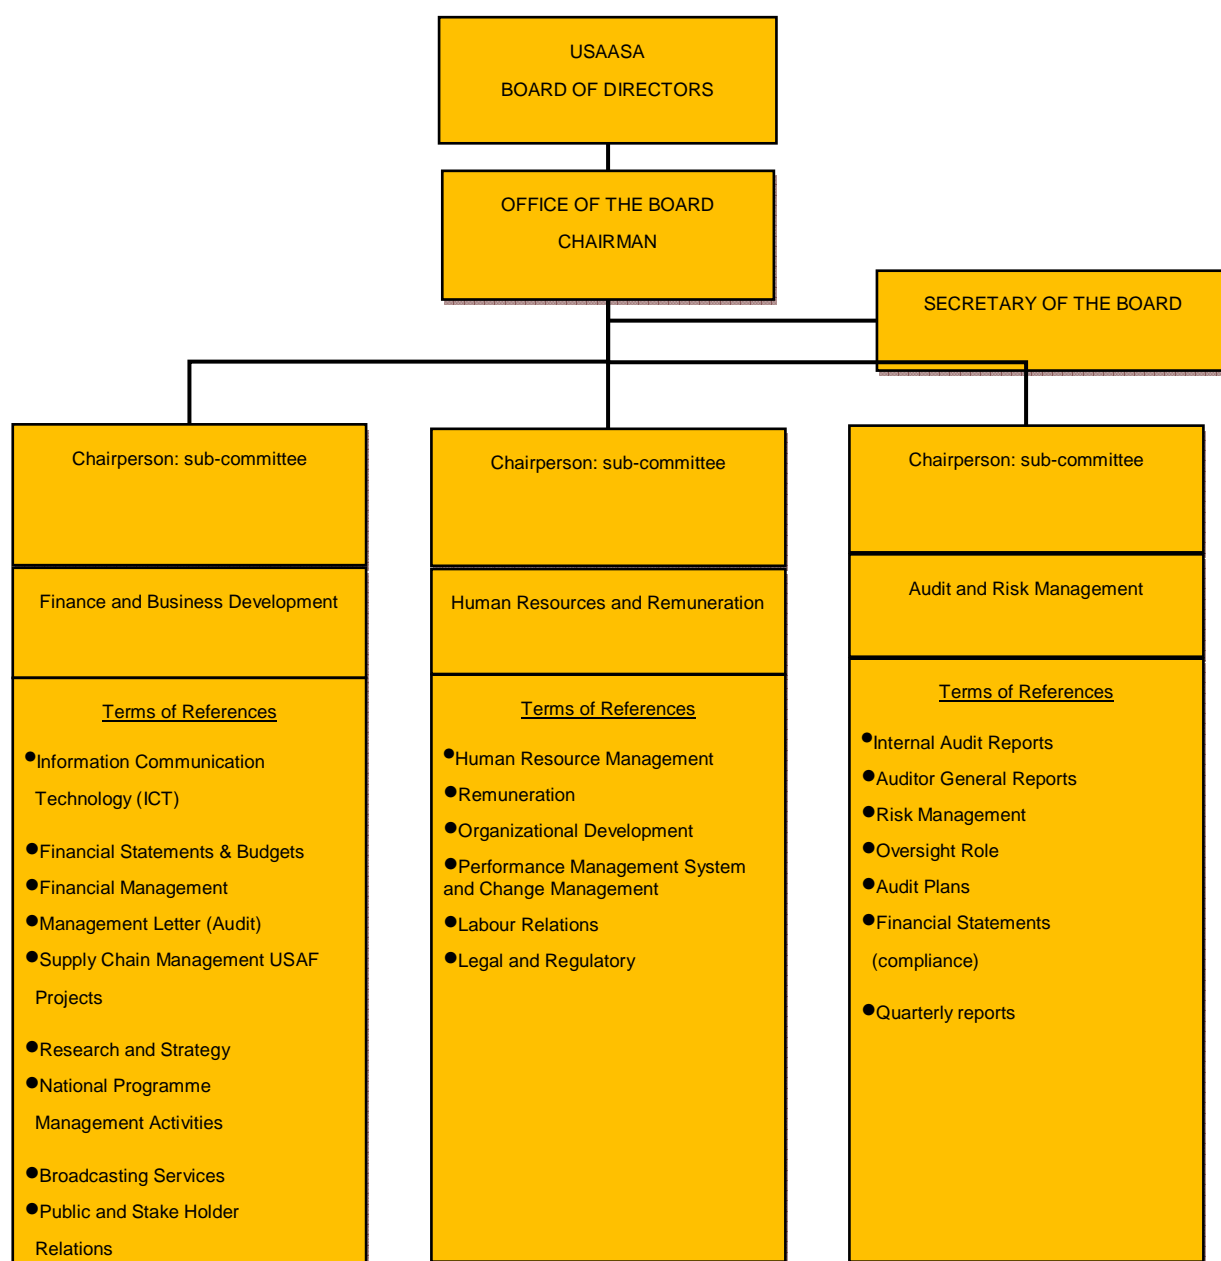 USAASA
BOARD OF DIRECTORS
OFFICE OF THE BOARD
CHAIRMAN
SECRETARY OF THE BOARD
Chairperson: sub-committee
Finance and Business Development
Terms of References
●Information Communication
Technology (ICT)
●Financial Statements & Budgets
●Financial Management
●Management Letter (Audit)
●Supply Chain Management USAF
Projects
●Research and Strategy
●National Programme
Management Activities
●Broadcasting Services
●Public and Stake Holder
Relations
Chairperson: sub-committee
Human Resources and Remuneration
Terms of References
●Human Resource Management
●Remuneration
●Organizational Development
●Performance Management System
and Change Management
●Labour Relations
●Legal and Regulatory
Chairperson: sub-committee
Audit and Risk Management
Terms of References
●Internal Audit Reports
●Auditor General Reports
●Risk Management
●Oversight Role
●Audit Plans
●Financial Statements
(compliance)
●Quarterly reports